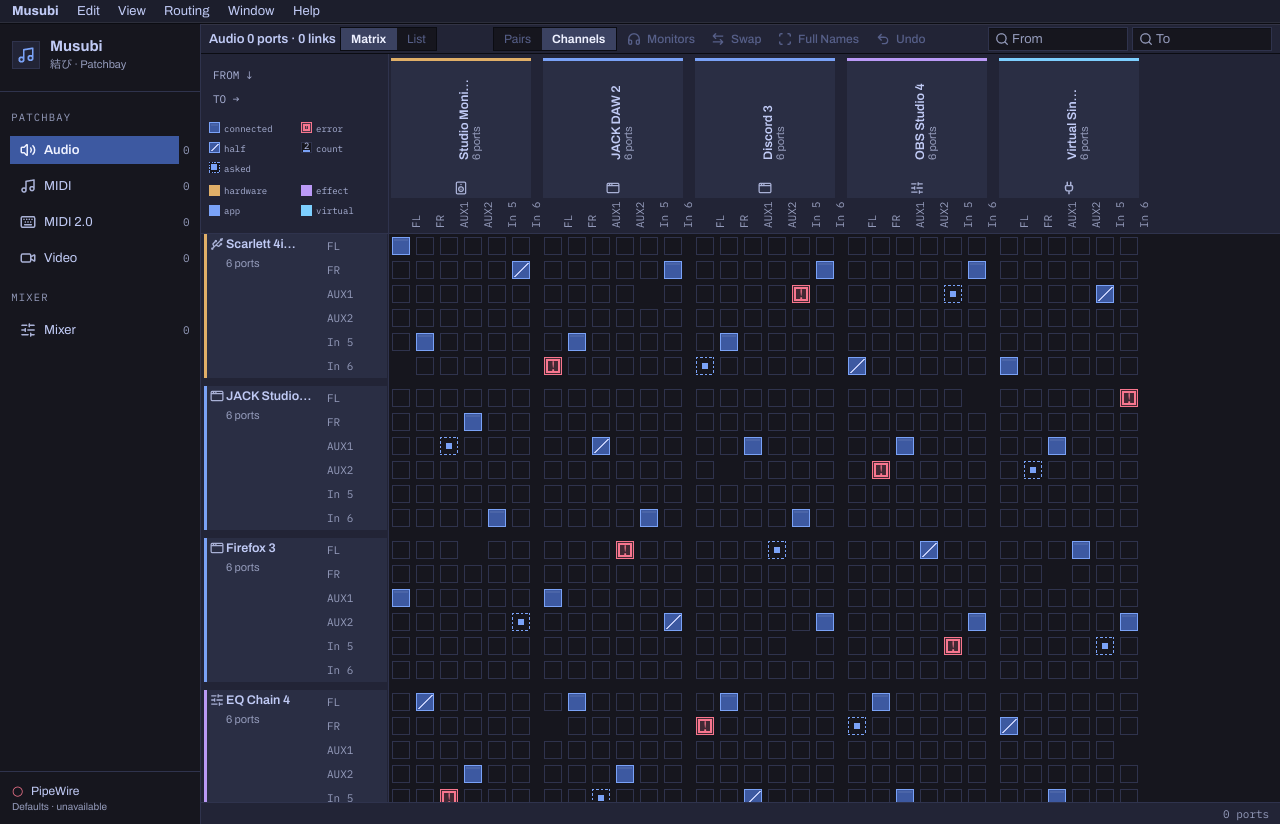 Musubi Edit View Routing Window Help
Musubi
結び · Patchbay
Audio 0 ports · 0 links Matrix List Pairs Channels Monitors Swap Full Names Undo From To
PATCHBAY
Audio 0
MIDI 0
MIDI 2.0 0
Video 0
MIXER
Mixer 0
PipeWire
Defaults · unavailable
FROM ↓
TO →
connected error
half count
asked
hardware effect
app virtual
Studio Moni…
6 ports
JACK DAW 2
6 ports
Discord 3
6 ports
OBS Studio 4
6 ports
Virtual Sin…
6 ports
FL FR AUX1 AUX2 In 5 In 6 FL FR AUX1 AUX2 In 5 In 6 FL FR AUX1 AUX2 In 5 In 6 FL FR AUX1 AUX2 In 5 In 6 FL FR AUX1 AUX2 In 5 In 6
Scarlett 4i… FL
6 ports FR
AUX1
AUX2
In 5
In 6
JACK Studio… FL
6 ports FR
AUX1
AUX2
In 5
In 6
Firefox 3 FL
6 ports FR
AUX1
AUX2
In 5
In 6
EQ Chain 4 FL
6 ports FR
AUX1
AUX2
In 5
0 ports